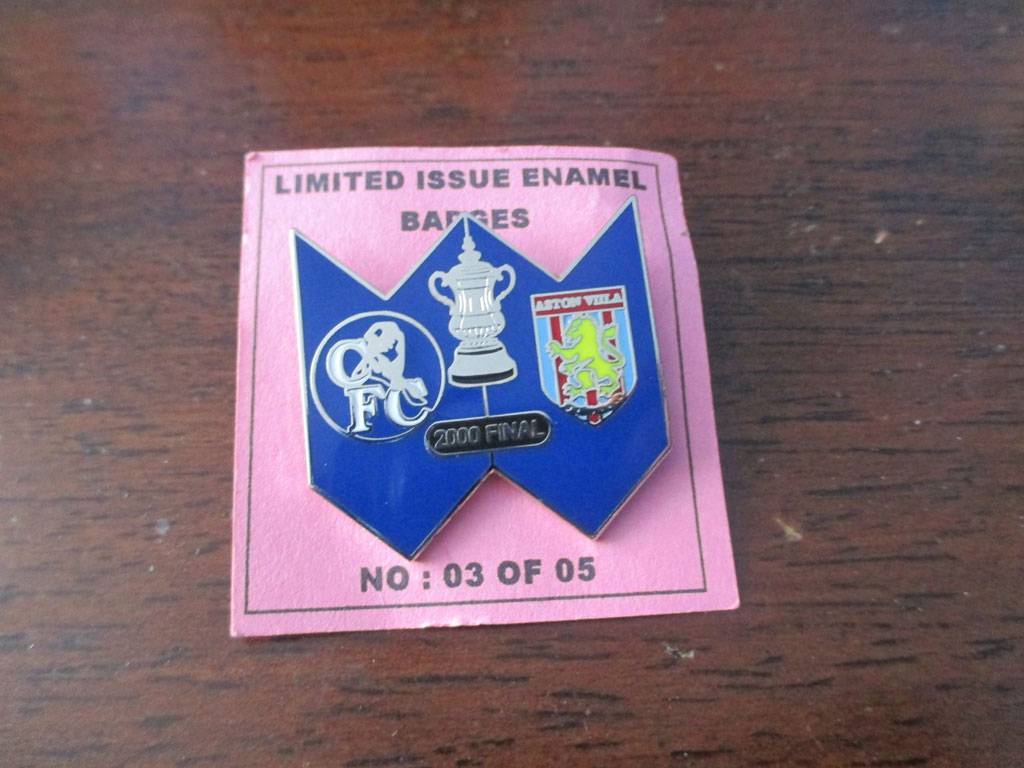 LIMITED ISSUE ENAMEL
BADGES
CFC
ASTON VILLA
2000 FINAL
NO : 03 OF 05